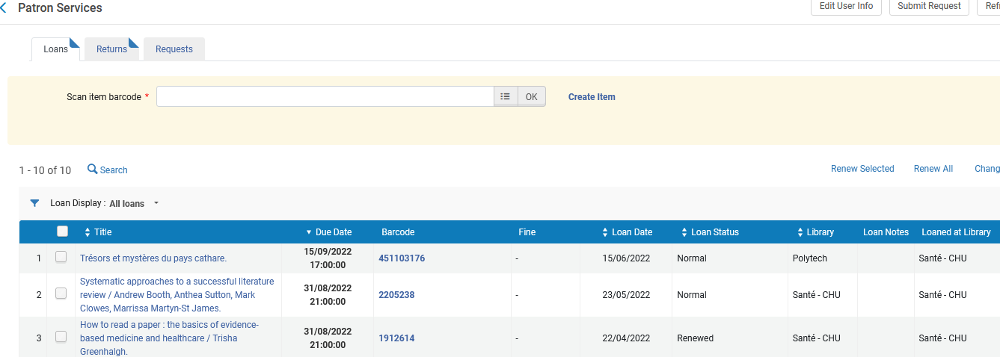 Patron Services
Edit User Info
Submit Request
Loans
Returns
Requests
Scan item barcode *
OK
Create Item
1 - 10 of 10
Search
Renew Selected
Renew All
Loan Display : All loans
Title
Due Date
Barcode
Fine
Loan Date
Loan Status
Library
Loan Notes
Loaned at Library
1
Trésors et mystères du pays cathare.
15/09/2022
17:00:00
451103176
-
15/06/2022
Normal
Polytech
Santé - CHU
2
Systematic approaches to a successful literature
review / Andrew Booth, Anthea Sutton, Mark
Clowes, Marrissa Martyn-St James.
31/08/2022
21:00:00
2205238
-
23/05/2022
Normal
Santé - CHU
Santé - CHU
3
How to read a paper : the basics of evidence-
based medicine and healthcare / Trisha
Greenhalgh.
31/08/2022
21:00:00
1912614
-
22/04/2022
Renewed
Santé - CHU
Santé - CHU